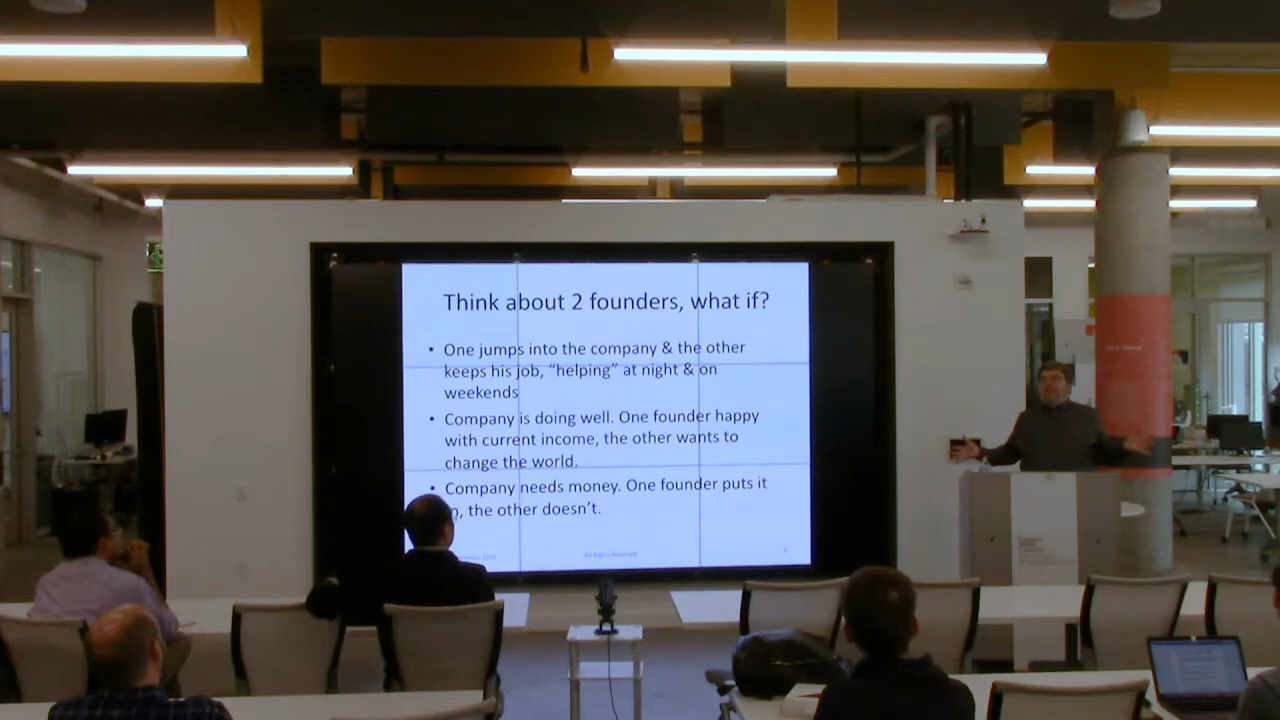 Think about 2 founders, what if?
• One jumps into the company & the other
keeps his job, “helping” at night & on
weekends
• Company is doing well. One founder happy
with current income, the other wants to
change the world.
• Company needs money. One founder puts it
the other doesn’t.
All Rights Reserved